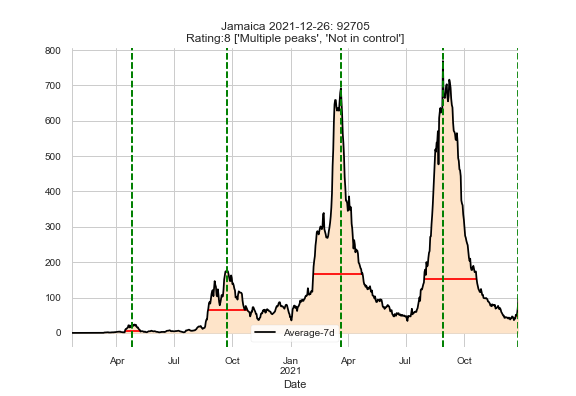 Jamaica 2021-12-26: 92705
Rating:8 ['Multiple peaks', 'Not in control']
800
700
600
500
400
300
200
100
0
Average-7d
Apr Jul Oct Jan Apr Jul Oct
2021
Date